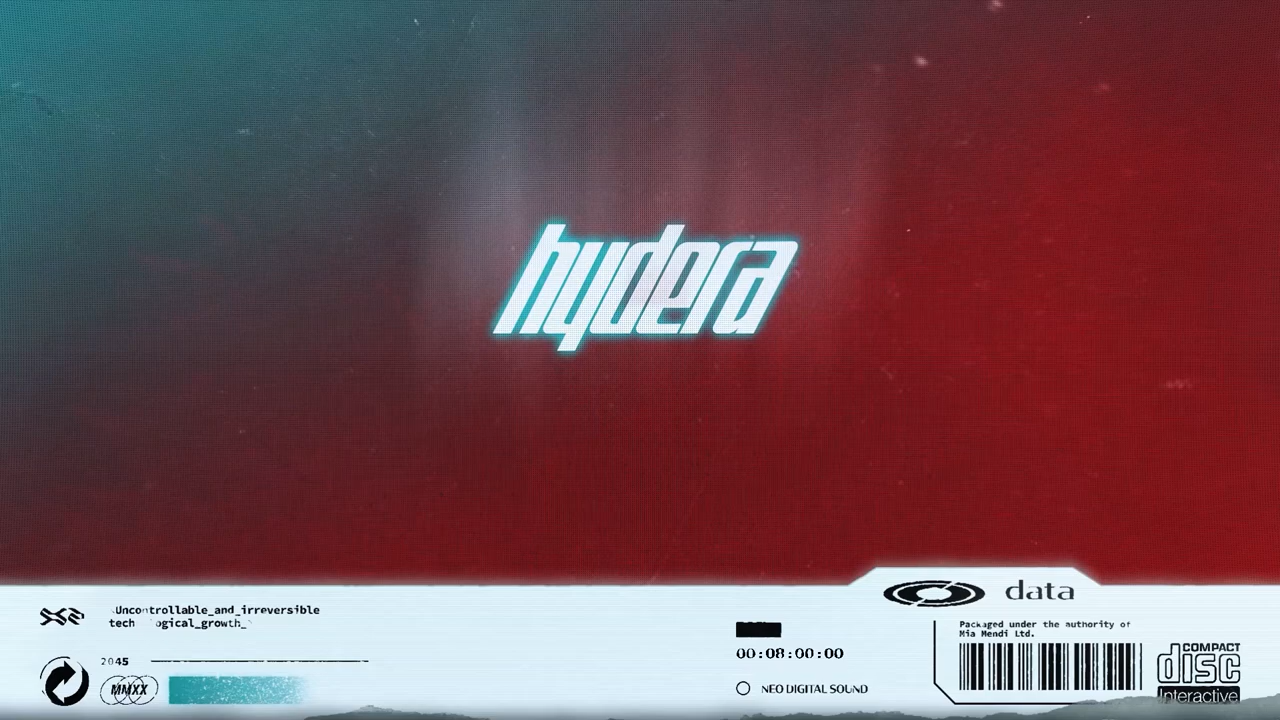 hydera
data
Uncontrollable_and_irreversible
tech ogical_growth_
Packaged under the authority of
Mia Mendi Ltd.
00:08:00:00
2045
MMXX
NEO DIGITAL SOUND
COMPACT
disc
Interactive